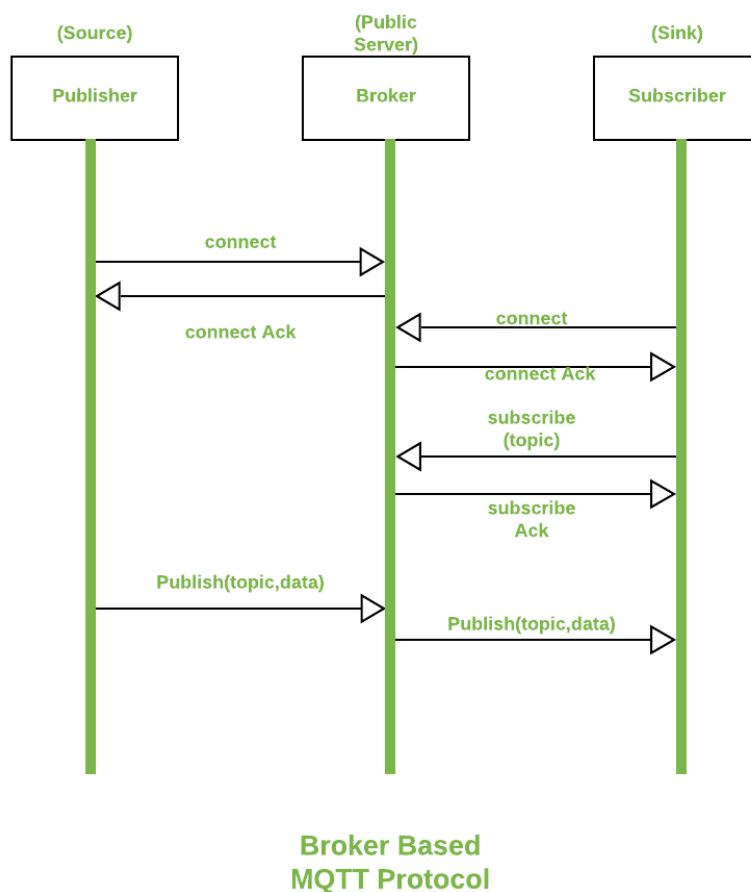 (Source)
(Public
Server)
(Sink)
Publisher
Broker
Subscriber
connect
connect Ack
connect
connect Ack
subscribe
(topic)
subscribe
Ack
Publish(topic,data)
Publish(topic,data)
Broker Based
MQTT Protocol